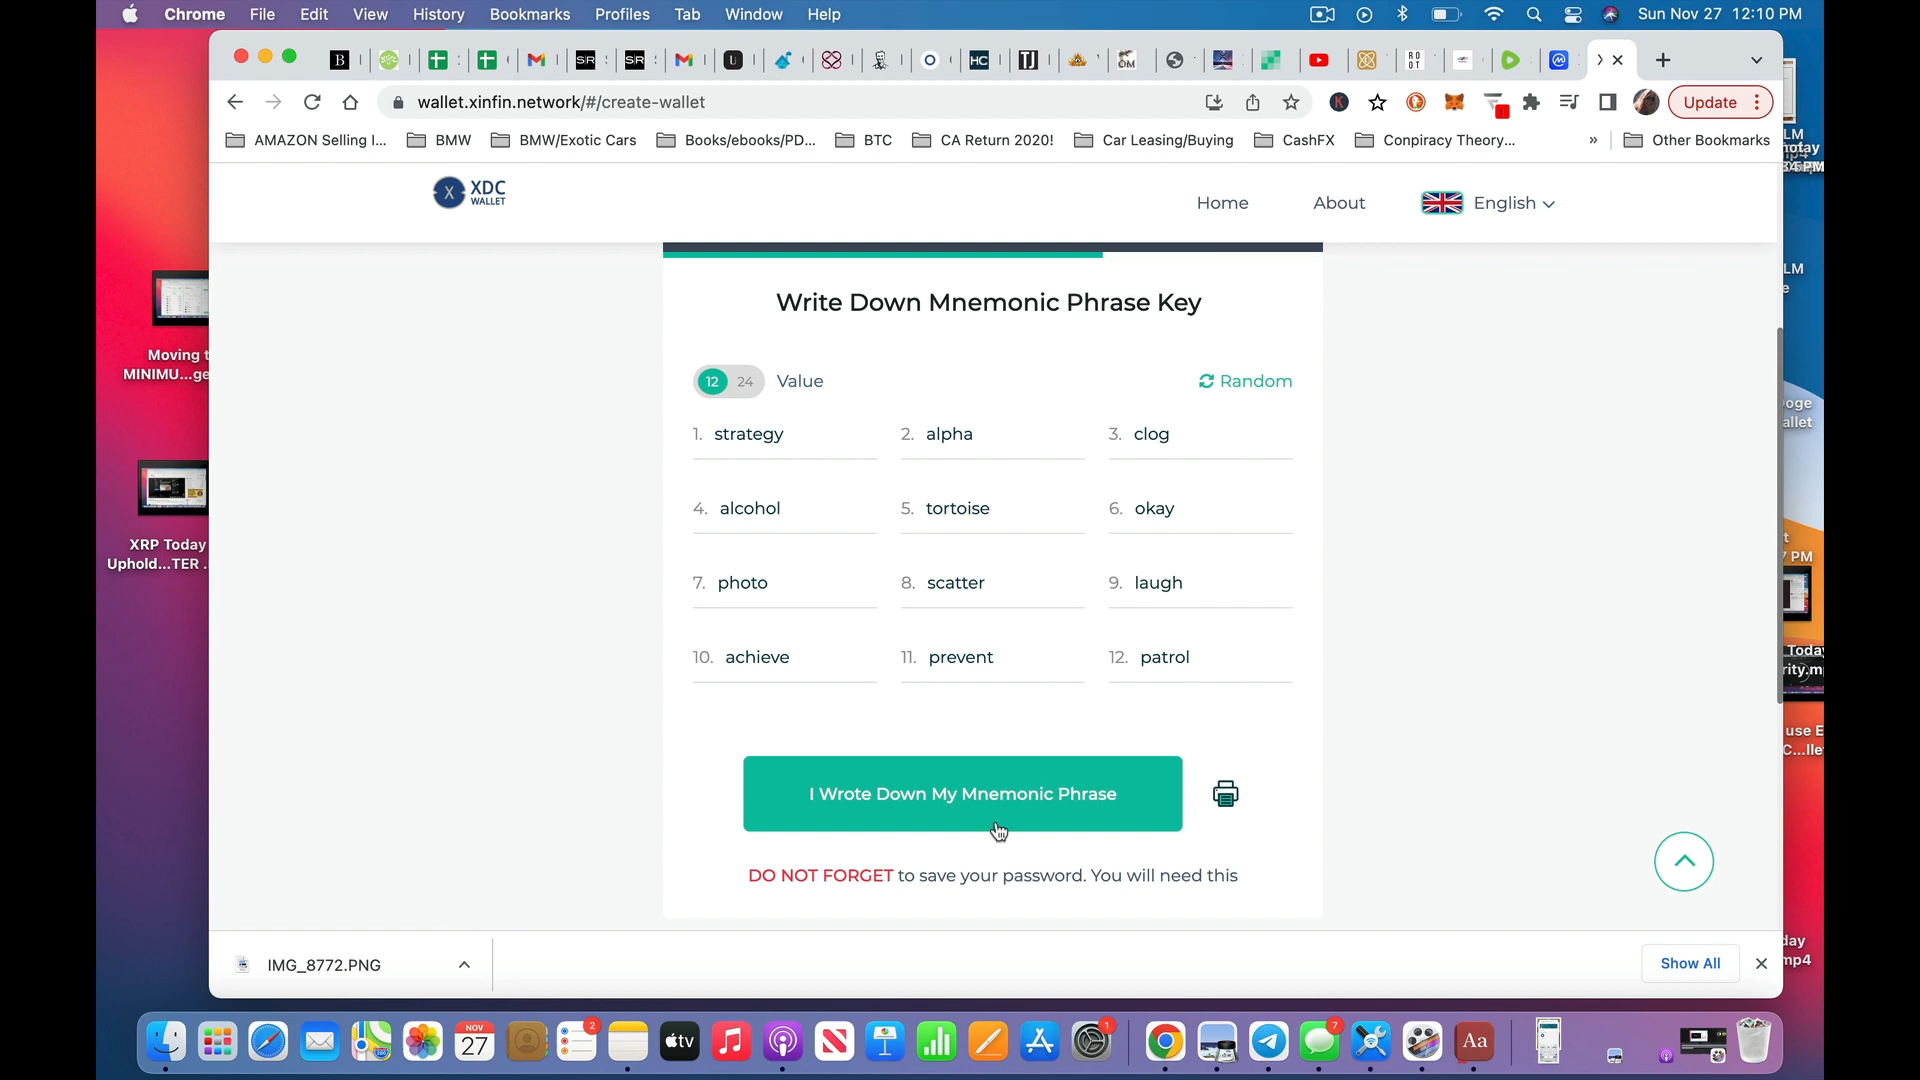 Chrome File Edit View History Bookmarks Profiles Tab Window Help Sun Nov 27 12:10 PM
wallet.xinfin.network/#/create-wallet Update
AMAZON Selling I... BMW BMW/Exotic Cars Books/ebooks/PD... BTC CA Return 2020! Car Leasing/Buying CashFX Conpiracy Theory... » Other Bookmarks
XDC
WALLET
Home About English
Write Down Mnemonic Phrase Key
12 24 Value Random
1. strategy 2. alpha 3. clog
4. alcohol 5. tortoise 6. okay
7. photo 8. scatter 9. laugh
10. achieve 11. prevent 12. patrol
I Wrote Down My Mnemonic Phrase
DO NOT FORGET to save your password. You will need this
IMG_8772.PNG Show All
Moving t
MINIMU...ge
XRP Today
Uphold...TER
NOV
27
tv
Aa